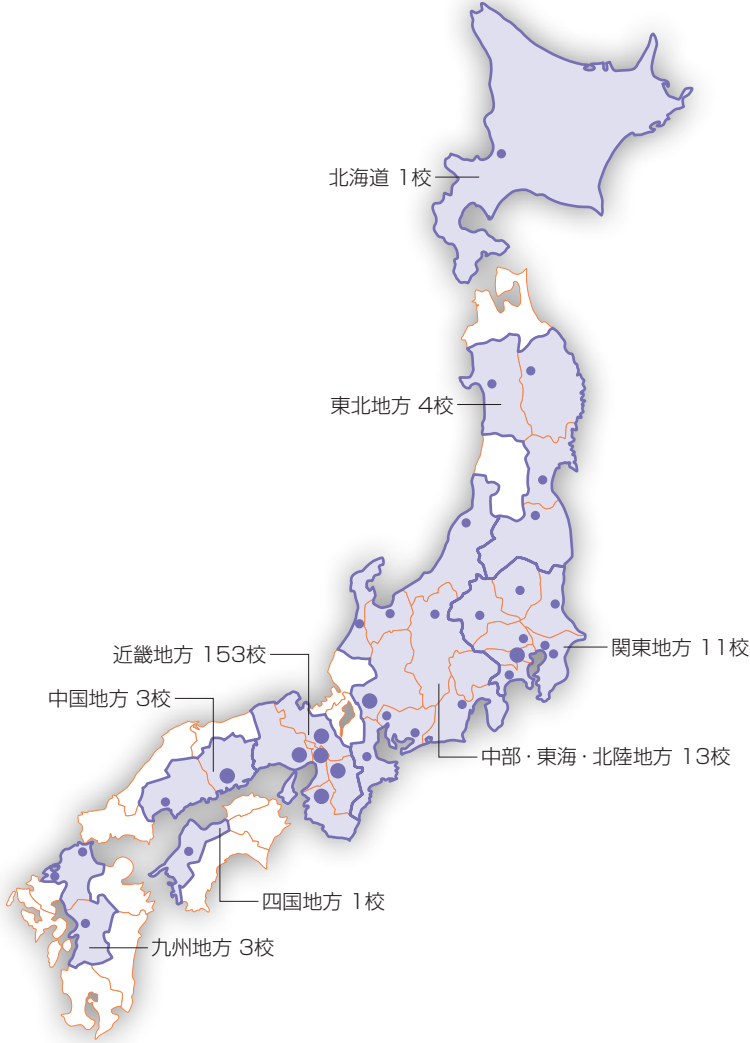 北海道 1校
東北地方 4校
関東地方 11校
近畿地方 153校
中国地方 3校
中部・東海・北陸地方 13校
四国地方 1校
九州地方 3校